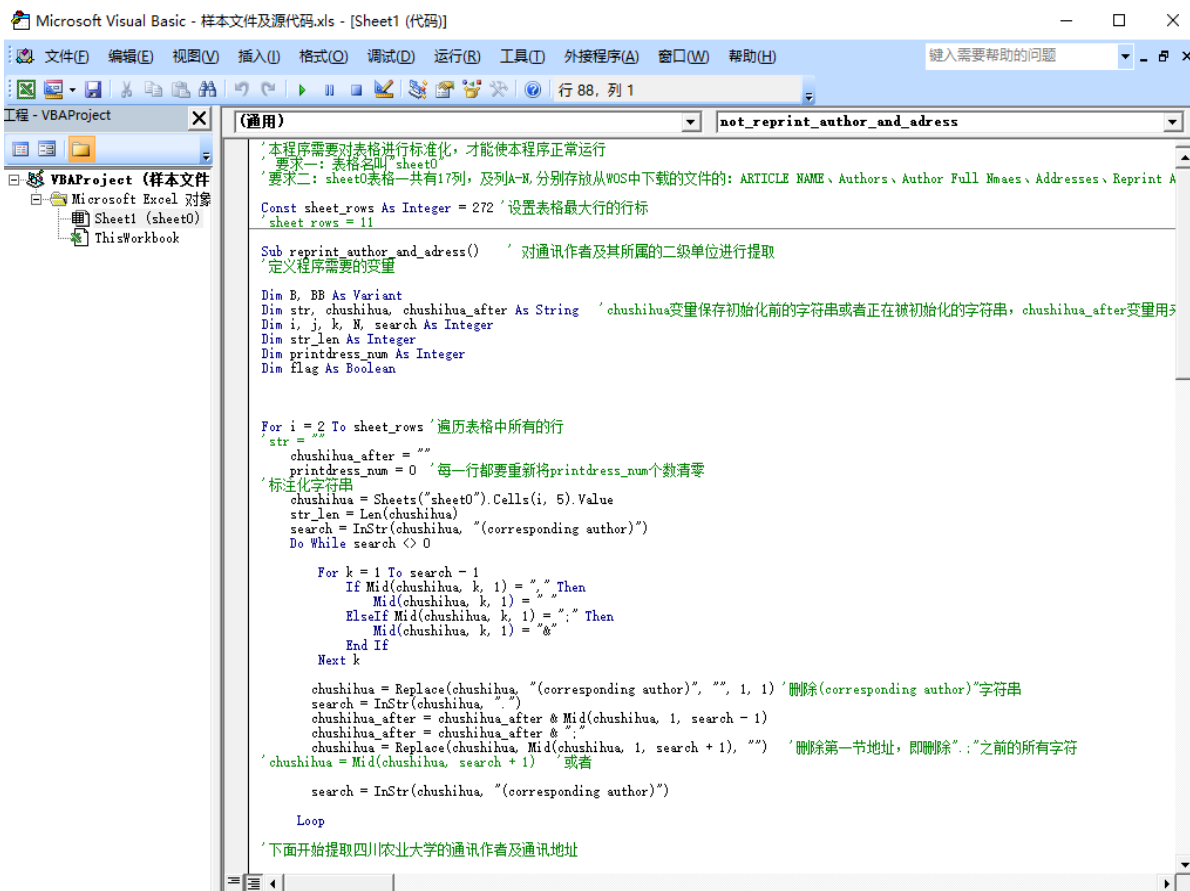 Microsoft Visual Basic - 样本文件及源代码.xls - [Sheet1 (代码)]
文件(F) 编辑(E) 视图(V) 插入(I) 格式(O) 调试(D) 运行(R) 工具(T) 外接程序(A) 窗口(W) 帮助(H) 键入需要帮助的问题
行 88, 列 1
工程 - VBAProject
(通用) not_reprint_author_and_adress
VBAProject (样本文件
Microsoft Excel 对象
Sheet1 (sheet0)
ThisWorkbook
'本程序需要对表格进行标准化，才能使本程序正常运行
' 要求一：表格名叫"sheet0"
'要求二：sheet0表格一共有17列，及列A-N,分别存放从WOS中下载的文件的：ARTICLE NAME、Authors、Author Full Nmaes、Addresses、Reprint A
Const sheet_rows As Integer = 272 '设置表格最大行的行标
'sheet_rows = 11
Sub reprint_author_and_adress() ' 对通讯作者及其所属的二级单位进行提取
'定义程序需要的变量
Dim B, BB As Variant
Dim str, chushihua, chushihua_after As String 'chushihua变量保存初始化前的字符串或者正在被初始化的字符串，chushihua_after变量用
Dim i, j, k, N, search As Integer
Dim str_len As Integer
Dim printdress_num As Integer
Dim flag As Boolean
For i = 2 To sheet_rows '遍历表格中所有的行
'str = ""
chushihua_after = ""
printdress_num = 0 '每一行都要重新将printdress_num个数清零
'标注化字符串
chushihua = Sheets("sheet0").Cells(i, 5).Value
str_len = Len(chushihua)
search = InStr(chushihua, "(corresponding author)")
Do While search <> 0
For k = 1 To search - 1
If Mid(chushihua, k, 1) = "," Then
Mid(chushihua, k, 1) = " "
ElseIf Mid(chushihua, k, 1) = ";" Then
Mid(chushihua, k, 1) = "&"
End If
Next k
chushihua = Replace(chushihua, "(corresponding author)", "", 1, 1) '删除(corresponding author)"字符串
search = InStr(chushihua, ".")
chushihua_after = chushihua_after & Mid(chushihua, 1, search - 1)
chushihua_after = chushihua_after & ";"
chushihua = Replace(chushihua, Mid(chushihua, 1, search + 1), "") '删除第一节地址，即删除".;"之前的所有字符
'chushihua = Mid(chushihua, search + 1) '或者
search = InStr(chushihua, "(corresponding author)")
Loop
'下面开始提取四川农业大学的通讯作者及通讯地址